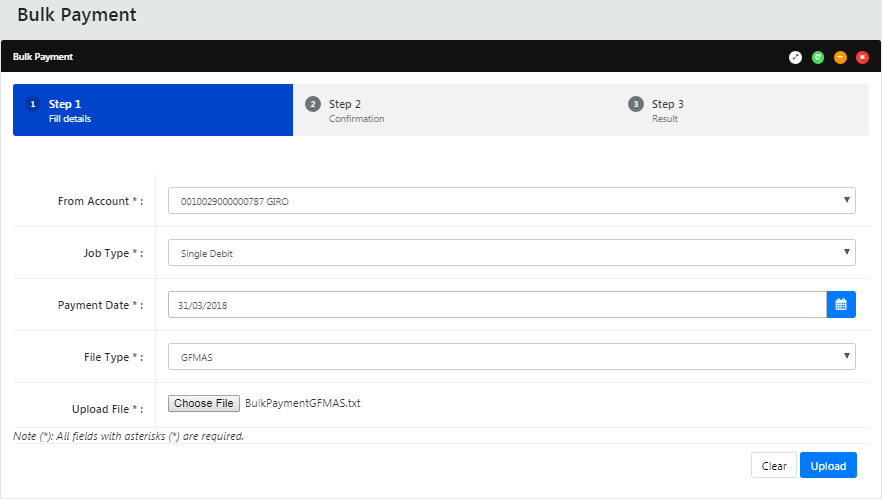 Bulk Payment
Bulk Payment
1 Step 1
Fill details
2 Step 2
Confirmation
3 Step 3
Result
From Account * : 0010029000000787 GIRO
Job Type * : Single Debit
Payment Date * : 31/03/2018
File Type * : GFMAS
Upload File * : Choose File BulkPaymentGFMAS.txt
Note (*): All fields with asterisks (*) are required.
Clear Upload